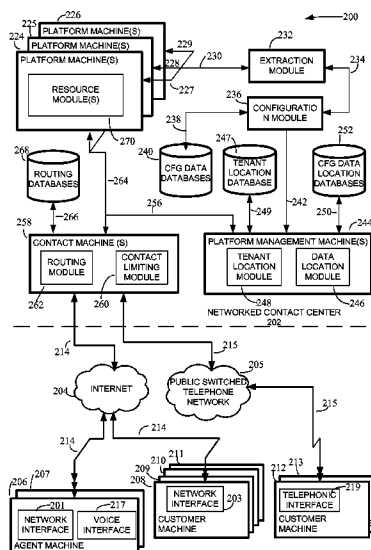 226
225
224
PLATFORM MACHINE(S)
PLATFORM MACHINE(S)
PLATFORM MACHINE(S)
RESOURCE MODULE(S)
270
229
228
230
227
200
232
EXTRACTION MODULE
234
236
CONFIGURATIO N MODULE
238
240
CFG DATA DATABASES
247
TENANT LOCATION DATABASE
249
242
252
CFG DATA LOCATION DATABASES
250
268
ROUTING DATABASES
264
266
256
258
CONTACT MACHINE (S)
ROUTING MODULE
262
CONTACT LIMITING MODULE
260
244
PLATFORM MANAGEMENT MACHINE(S)
TENANT LOCATION MODULE
248
DATA LOCATION MODULE
246
NETWORKED CONTACT CENTER
202
214
215
205
204
INTERNET
PUBLIC SWITCHED TELEPHONE NETWORK
215
214
214
207
206
201
217
NETWORK INTERFACE
VOICE INTERFACE
AGENT MACHINE
211
210
209
208
NETWORK INTERFACE
203
CUSTOMER MACHINE
213
212
TELEPHONIC INTERFACE
219
CUSTOMER MACHINE